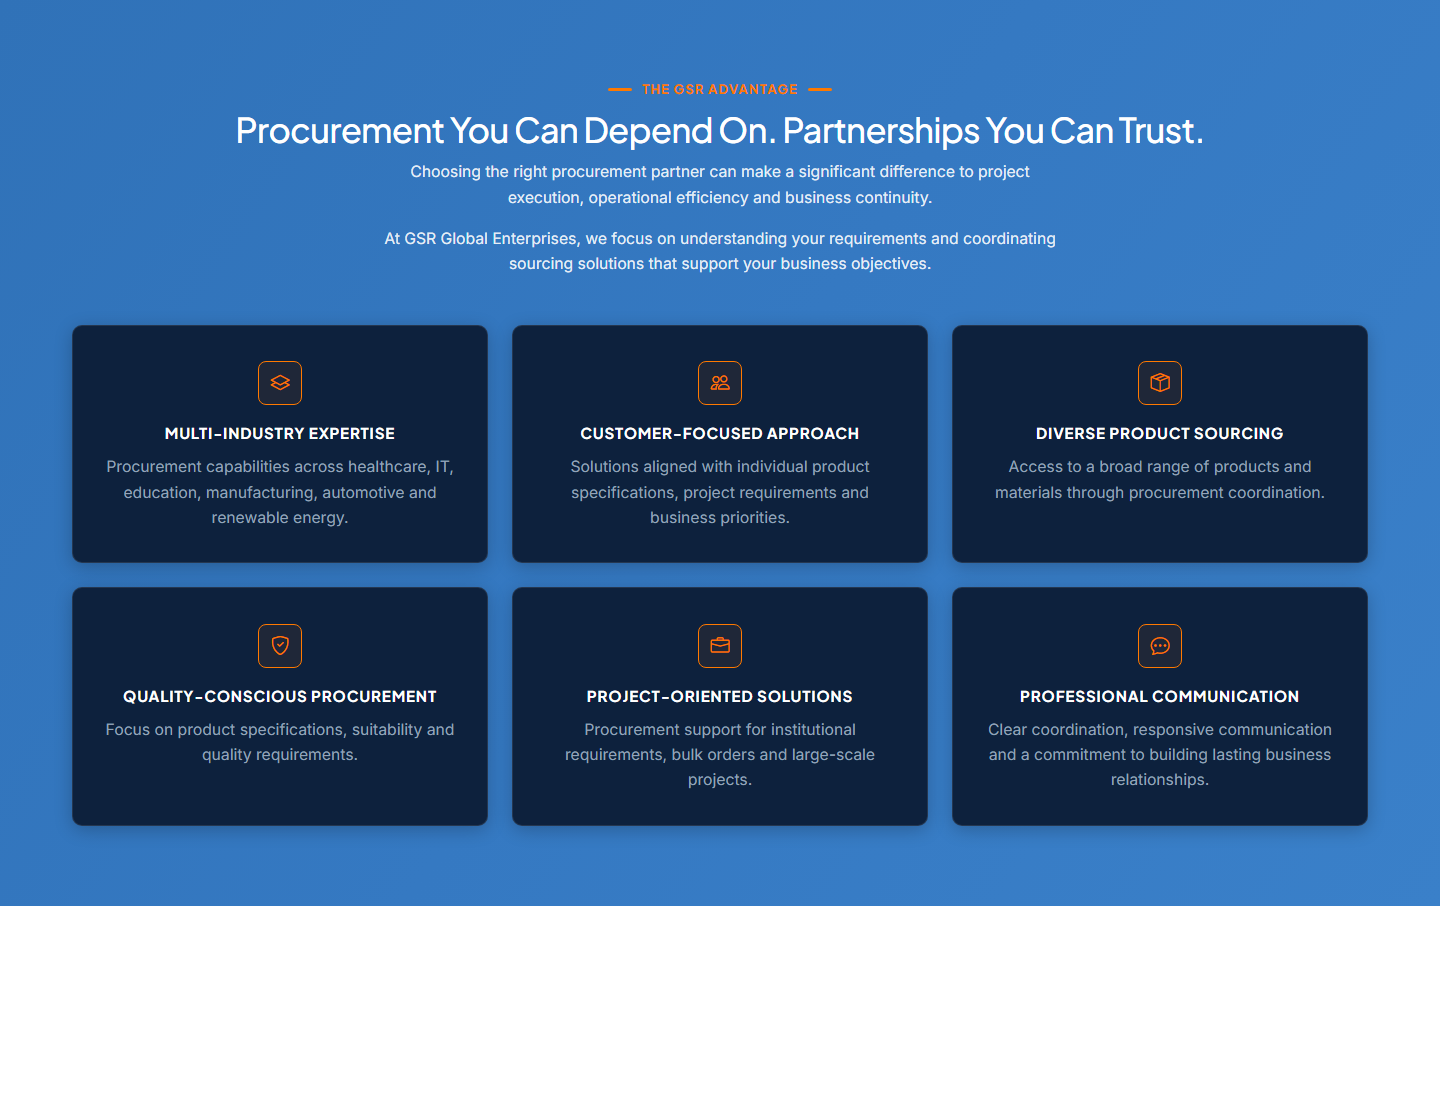 THE GSR ADVANTAGE
Procurement You Can Depend On. Partnerships You Can Trust.
Choosing the right procurement partner can make a significant difference to project
execution, operational efficiency and business continuity.
At GSR Global Enterprises, we focus on understanding your requirements and coordinating
sourcing solutions that support your business objectives.
MULTI-INDUSTRY EXPERTISE
Procurement capabilities across healthcare, IT,
education, manufacturing, automotive and
renewable energy.
CUSTOMER-FOCUSED APPROACH
Solutions aligned with individual product
specifications, project requirements and
business priorities.
DIVERSE PRODUCT SOURCING
Access to a broad range of products and
materials through procurement coordination.
QUALITY-CONSCIOUS PROCUREMENT
Focus on product specifications, suitability and
quality requirements.
PROJECT-ORIENTED SOLUTIONS
Procurement support for institutional
requirements, bulk orders and large-scale
projects.
PROFESSIONAL COMMUNICATION
Clear coordination, responsive communication
and a commitment to building lasting business
relationships.